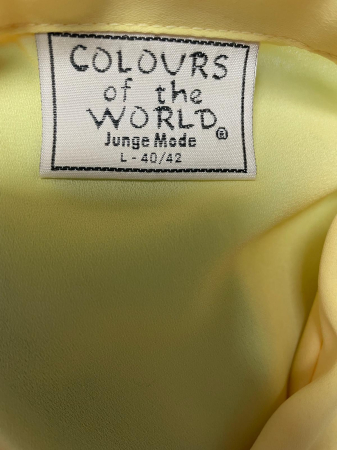 COLOURS
of the
WORLD®
Junge Mode
L - 40/42